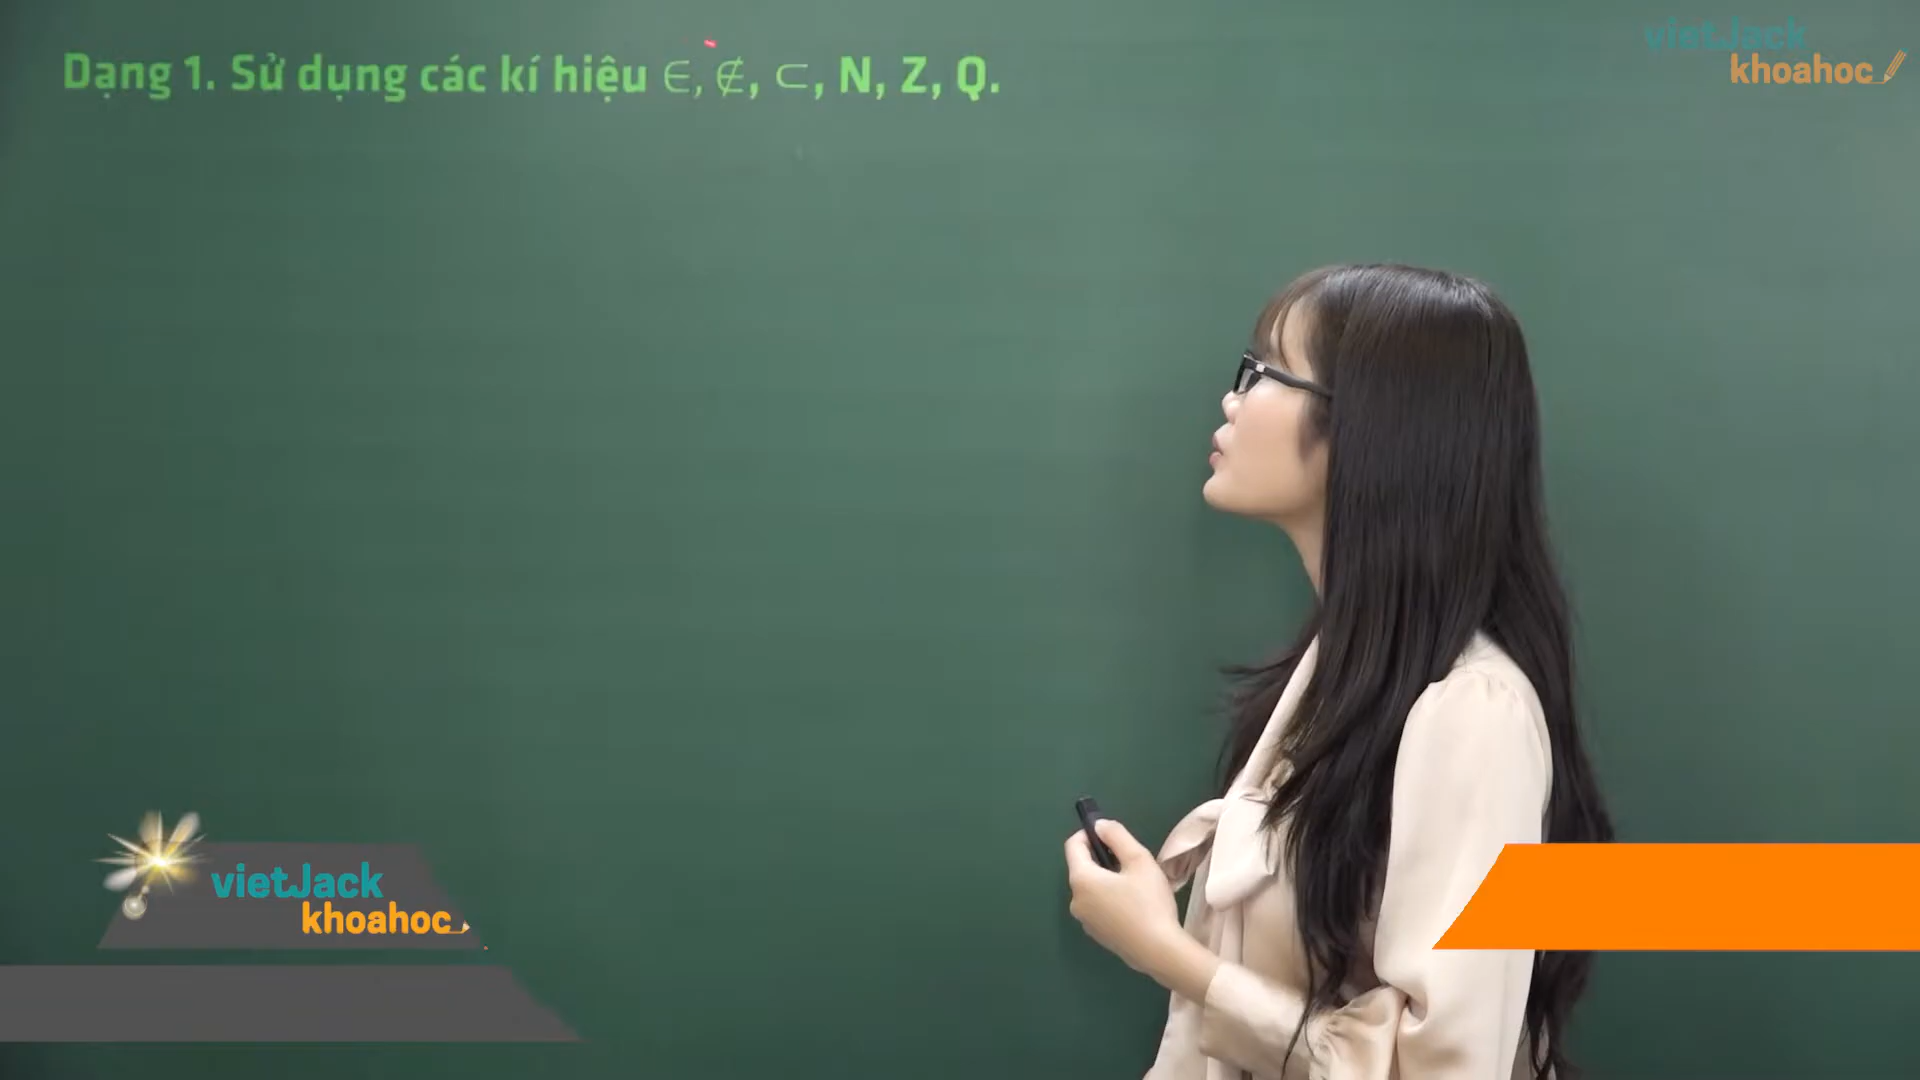 Dạng 1. Sử dụng các kí hiệu ∈, ∉, ⊂, N, Z, Q.
vietJack
khoahoc
vietJack
khoahoc